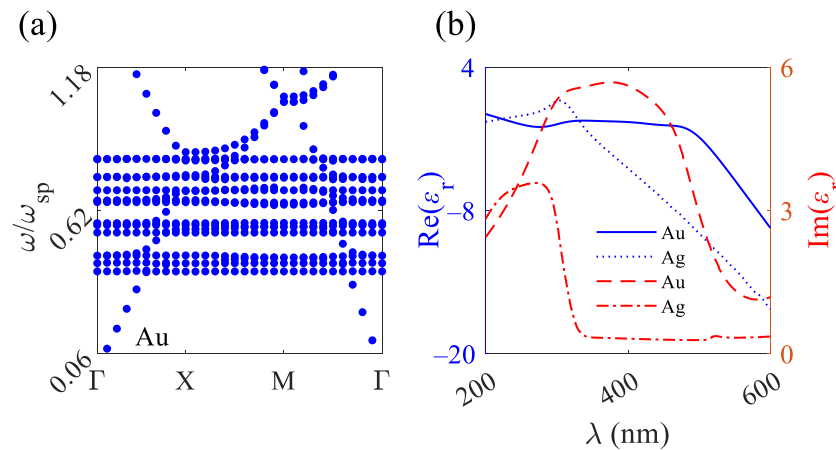 (a)
1.18
0.62
0.06
ω/ω_sp
Au
Γ X M Γ
(b)
4
–8
–20
Re(ε_r)
6
3
0
Im(ε_r)
Au
Ag
Au
Ag
200 400 600
λ (nm)